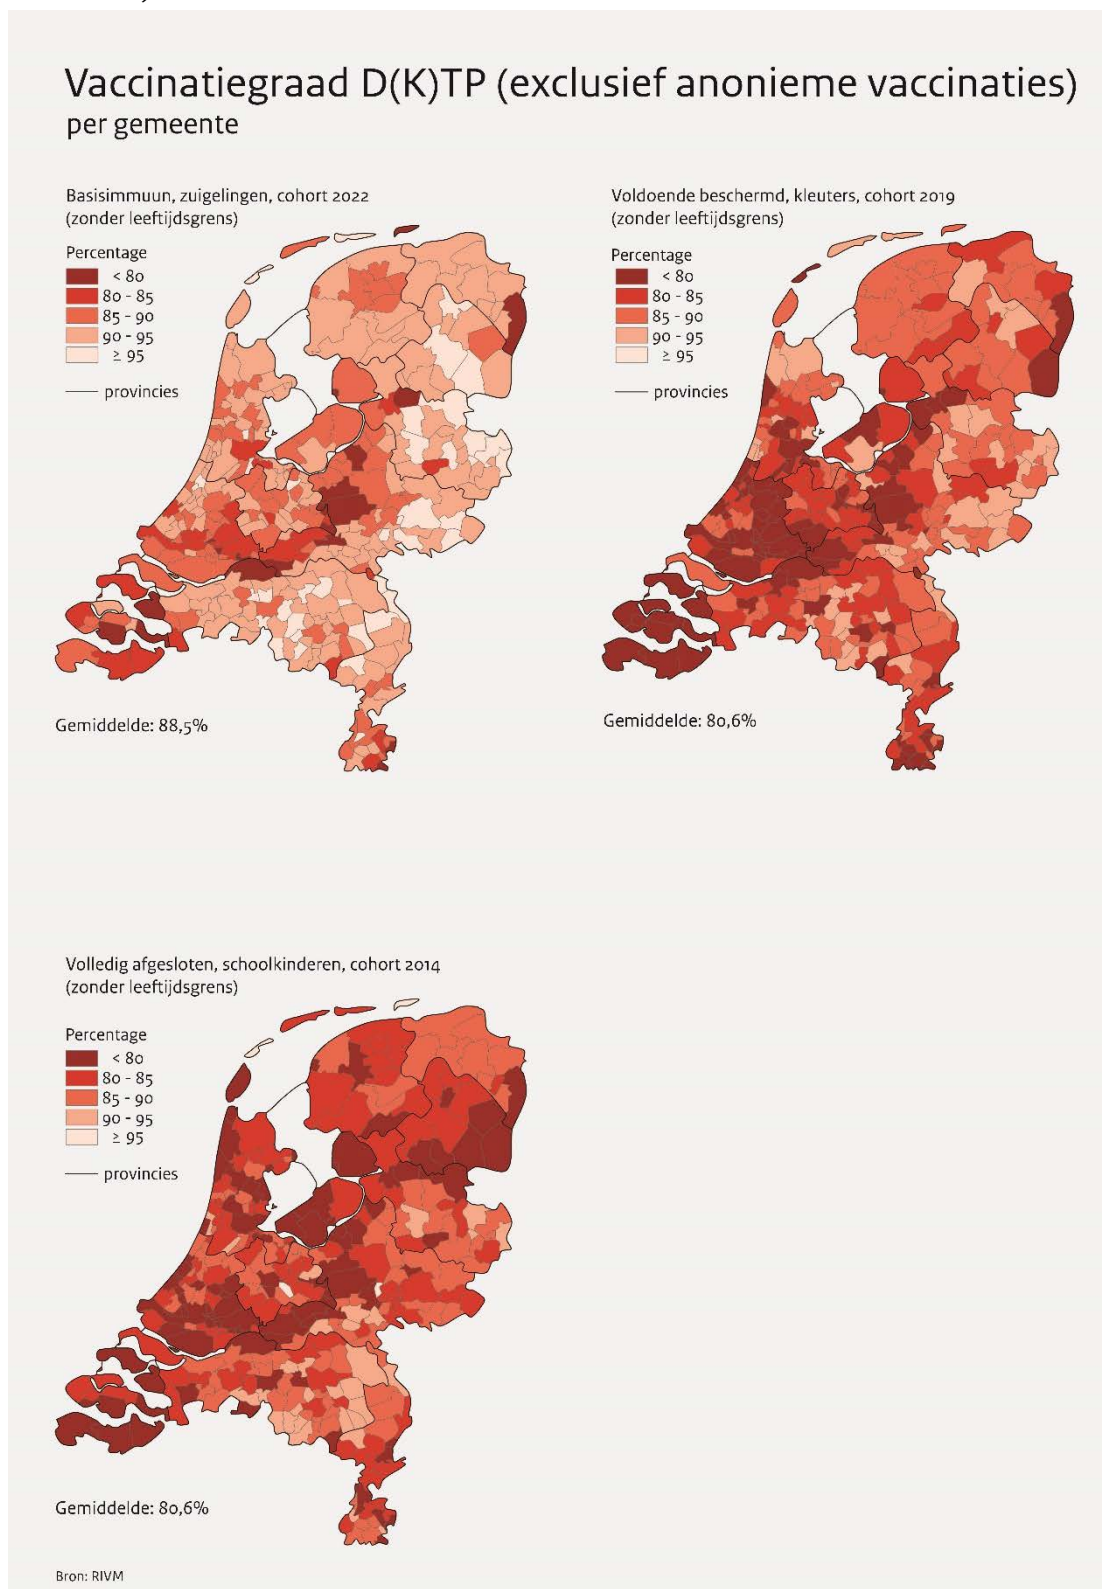 Vaccinatiegraad D(K)TP (exclusief anonieme vaccinaties)
per gemeente
Basisimmuun, zuigelingen, cohort 2022
(zonder leeftijdsgrens)
Percentage
< 80
80 - 85
85 - 90
90 - 95
≥ 95
provincies
Gemiddelde: 88,5%
Voldoende beschermd, kleuters, cohort 2019
(zonder leeftijdsgrens)
Percentage
< 80
80 - 85
85 - 90
90 - 95
≥ 95
provincies
Gemiddelde: 80,6%
Volledig afgesloten, schoolkinderen, cohort 2014
(zonder leeftijdsgrens)
Percentage
< 80
80 - 85
85 - 90
90 - 95
≥ 95
provincies
Gemiddelde: 80,6%
Bron: RIVM